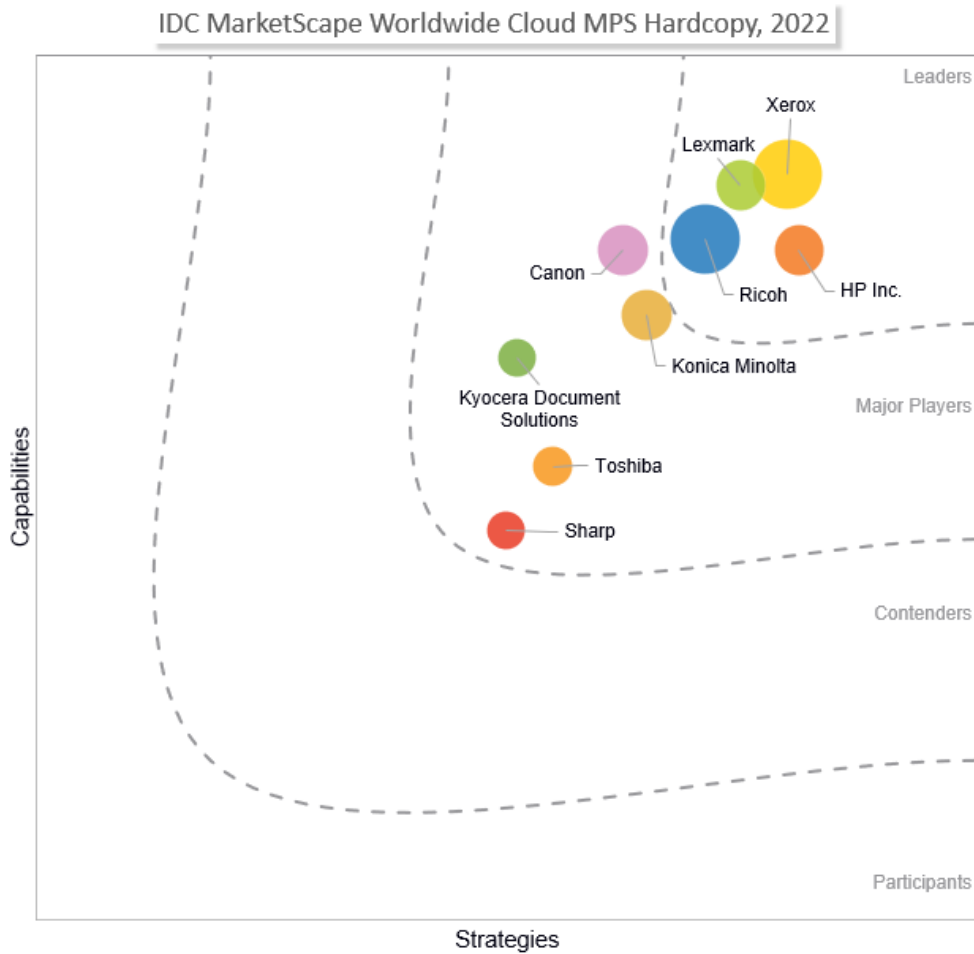 IDC MarketScape Worldwide Cloud MPS Hardcopy, 2022
Leaders
Xerox
Lexmark
Canon
Ricoh
HP Inc.
Konica Minolta
Kyocera Document
Solutions
Major Players
Toshiba
Sharp
Capabilities
Contenders
Participants
Strategies